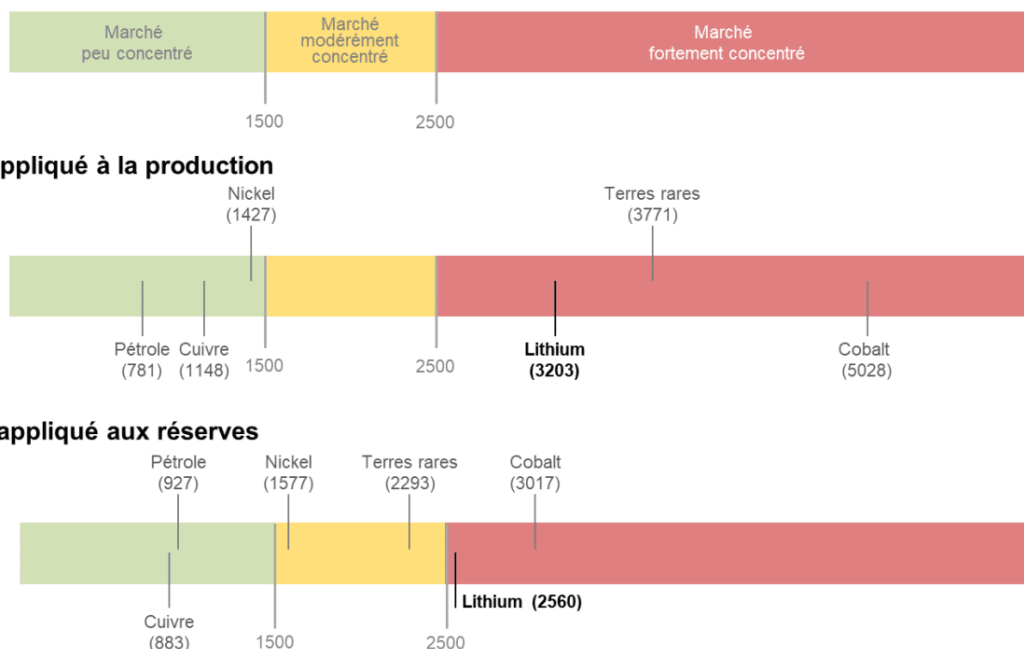 Marché
peu concentré
Marché
modérément
concentré
Marché
fortement concentré
1500
2500
ppliqué à la production
Nickel
(1427)
Terres rares
(3771)
Pétrole
(781)
Cuivre
(1148)
1500
2500
Lithium
(3203)
Cobalt
(5028)
appliqué aux réserves
Pétrole
(927)
Nickel
(1577)
Terres rares
(2293)
Cobalt
(3017)
Lithium (2560)
Cuivre
(883)
1500
2500